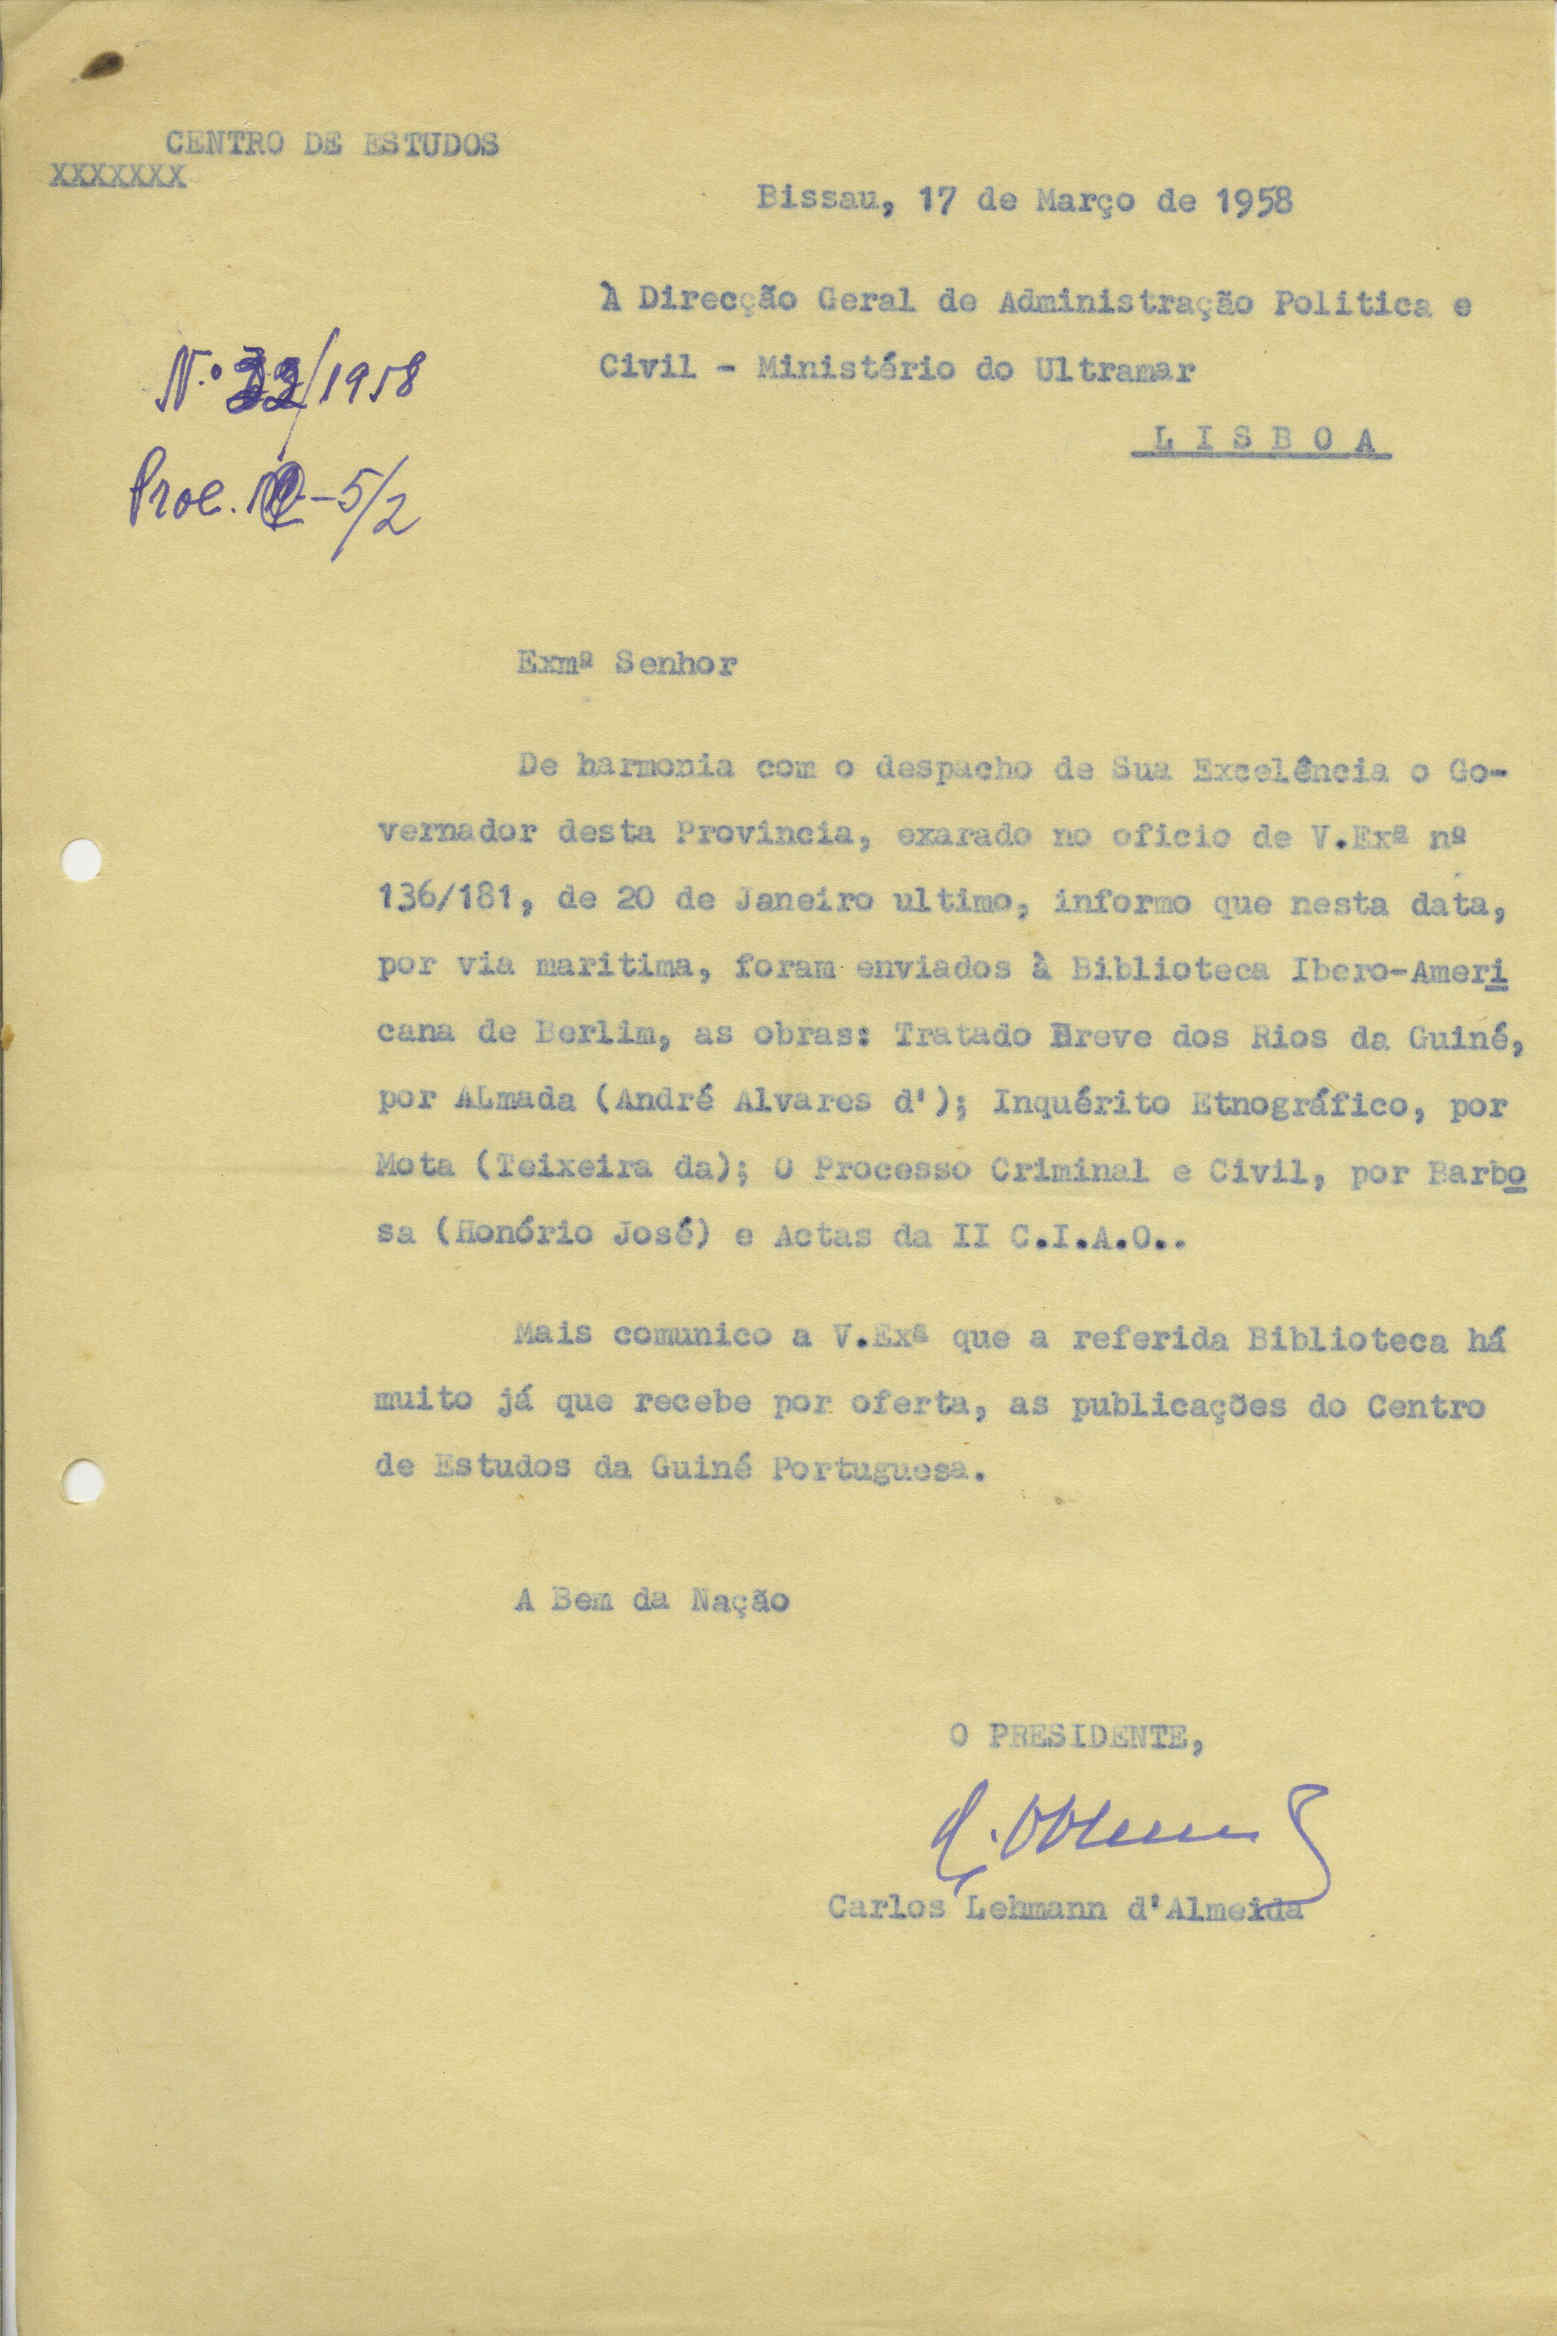 CENTRO DE ESTUDOS
XXXXXXX
Bissau, 17 de Março de 1958
À Direcção Geral de Administração Politica e
Civil - Ministério do Ultramar
L I S B O A
N.º /1958
Proc. -5/2
Exmº Senhor
De harmonia com o despacho de Sua Excelência o Go-
vernador desta Provincia, exarado no oficio de V.Exª nº
136/181, de 20 de Janeiro ultimo, informo que nesta data,
por via maritima, foram enviados à Biblioteca Ibero-Ameri
cana de Berlim, as obras: Tratado Breve dos Rios da Guiné,
por ALmada (André Alvares d'); Inquérito Etnográfico, por
Mota (Teixeira da); O Processo Criminal e Civil, por Barbo
sa (Honório José) e Actas da II C.I.A.O..
Mais comunico a V.Exª que a referida Biblioteca há
muito já que recebe por oferta, as publicações do Centro
de Estudos da Guiné Portuguesa.
A Bem da Nação
O PRESIDENTE,
Carlos Lehmann d'Almeida